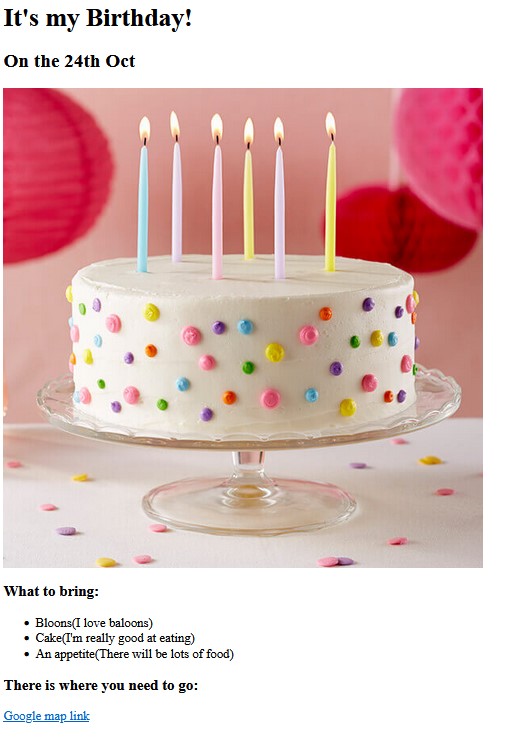 It's my Birthday!
On the 24th Oct
What to bring:
Bloons(I love baloons)
Cake(I'm really good at eating)
An appetite(There will be lots of food)
There is where you need to go:
Google map link